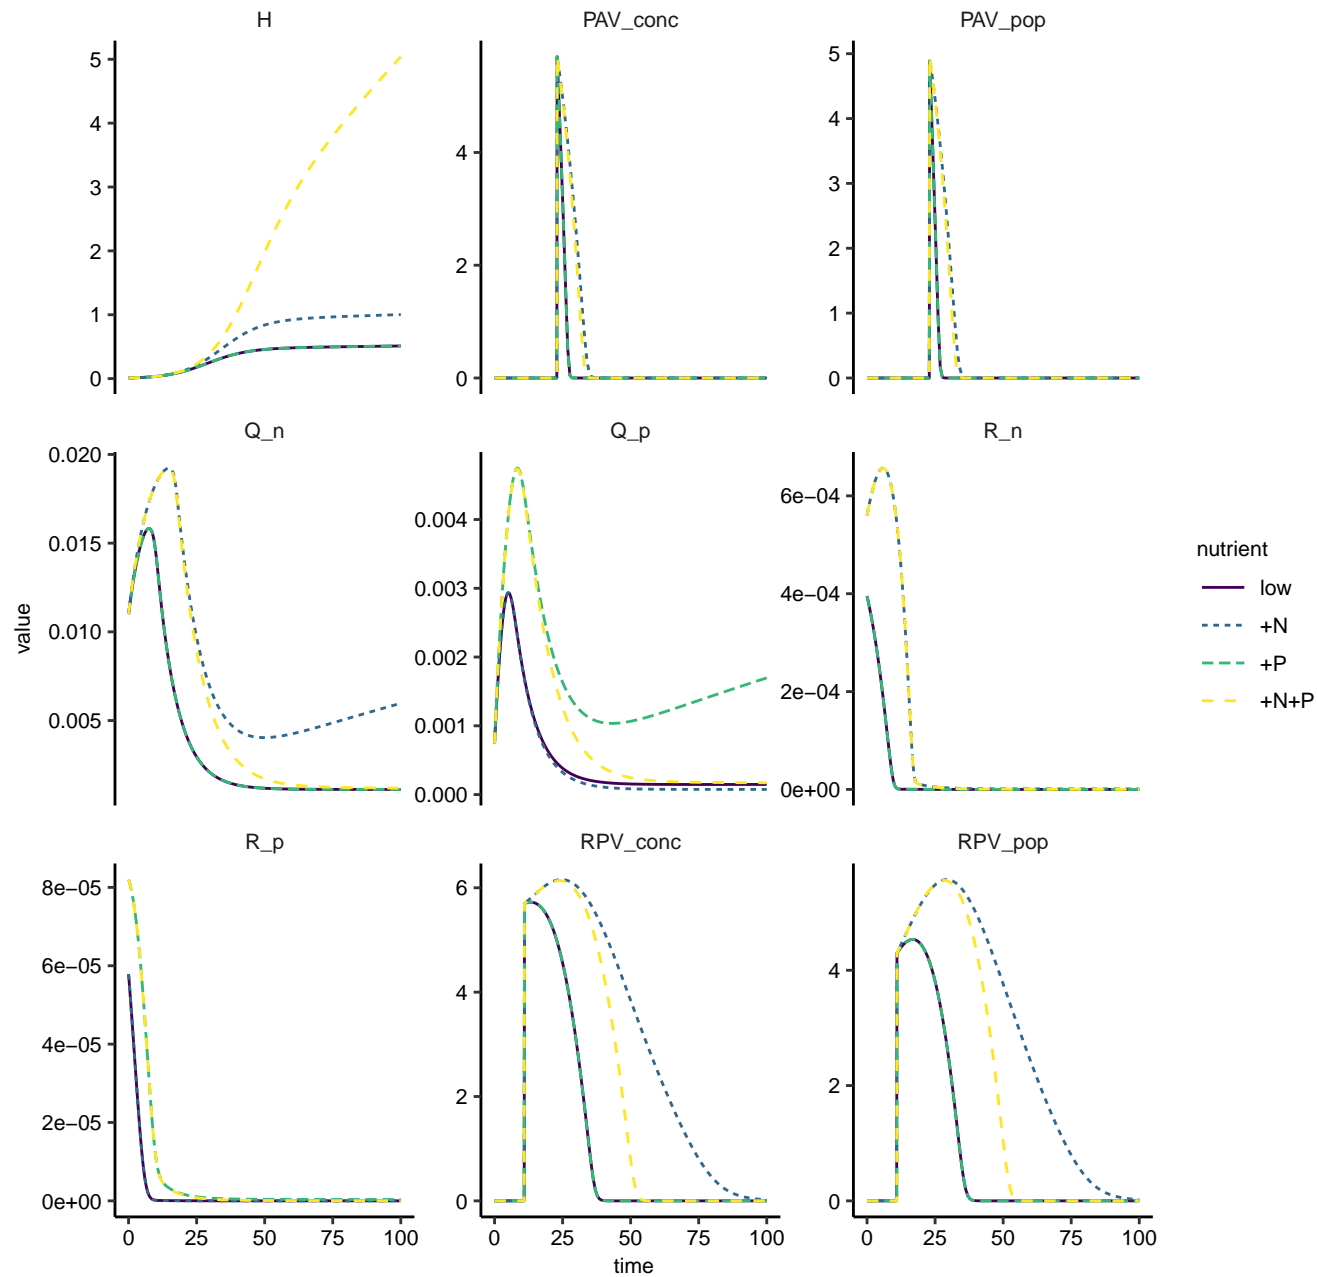 H
PAV_conc
PAV_pop
5
4
3
2
1
0
4
2
0
5
4
3
2
1
0
Q_n
Q_p
R_n
0.020
0.015
0.010
0.005
0.004
0.003
0.002
0.001
0.000
6e−04
4e−04
2e−04
0e+00
R_p
RPV_conc
RPV_pop
8e−05
6e−05
4e−05
2e−05
0e+00
6
4
2
0
4
2
0
0 25 50 75 100
0 25 50 75 100
0 25 50 75 100
time
value
nutrient
low
+N
+P
+N+P